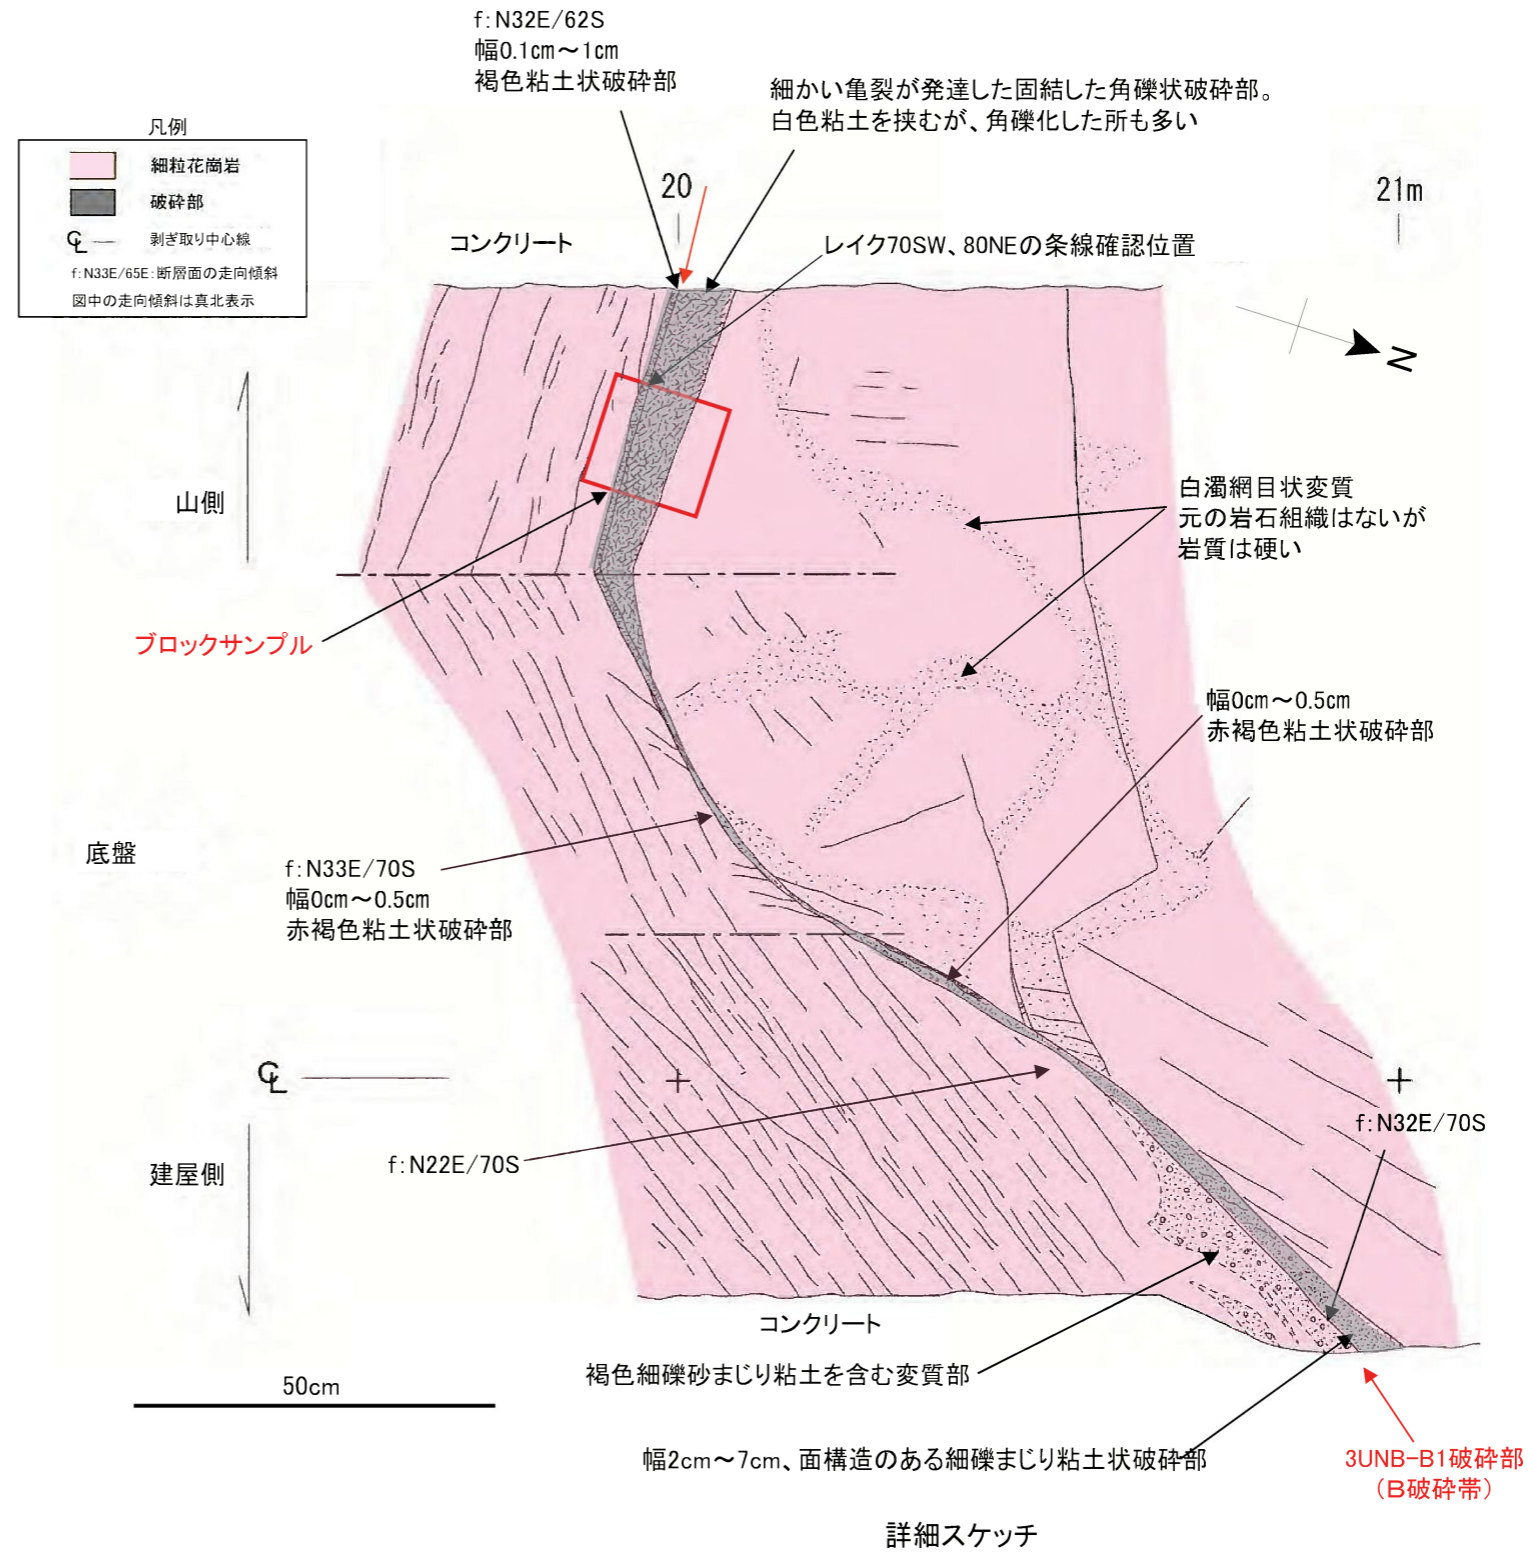 f:N32E/62S
幅0.1cm～1cm
褐色粘土状破砕部
細かい亀裂が発達した固結した角礫状破砕部。
白色粘土を挟むが、角礫化した所も多い
凡例
細粒花崗岩
破砕部
CL 剥ぎ取り中心線
f:N33E/65E:断層面の走向傾斜
図中の走向傾斜は真北表示
20
21m
コンクリート
レイク70SW、80NEの条線確認位置
N
山側
白濁網目状変質
元の岩石組織はないが
岩質は硬い
ブロックサンプル
幅0cm～0.5cm
赤褐色粘土状破砕部
底盤
f:N33E/70S
幅0cm～0.5cm
赤褐色粘土状破砕部
CL
f:N32E/70S
建屋側
f:N22E/70S
コンクリート
褐色細礫砂まじり粘土を含む変質部
50cm
幅2cm～7cm、面構造のある細礫まじり粘土状破砕部
3UNB-B1破砕部
（B破砕帯）
詳細スケッチ